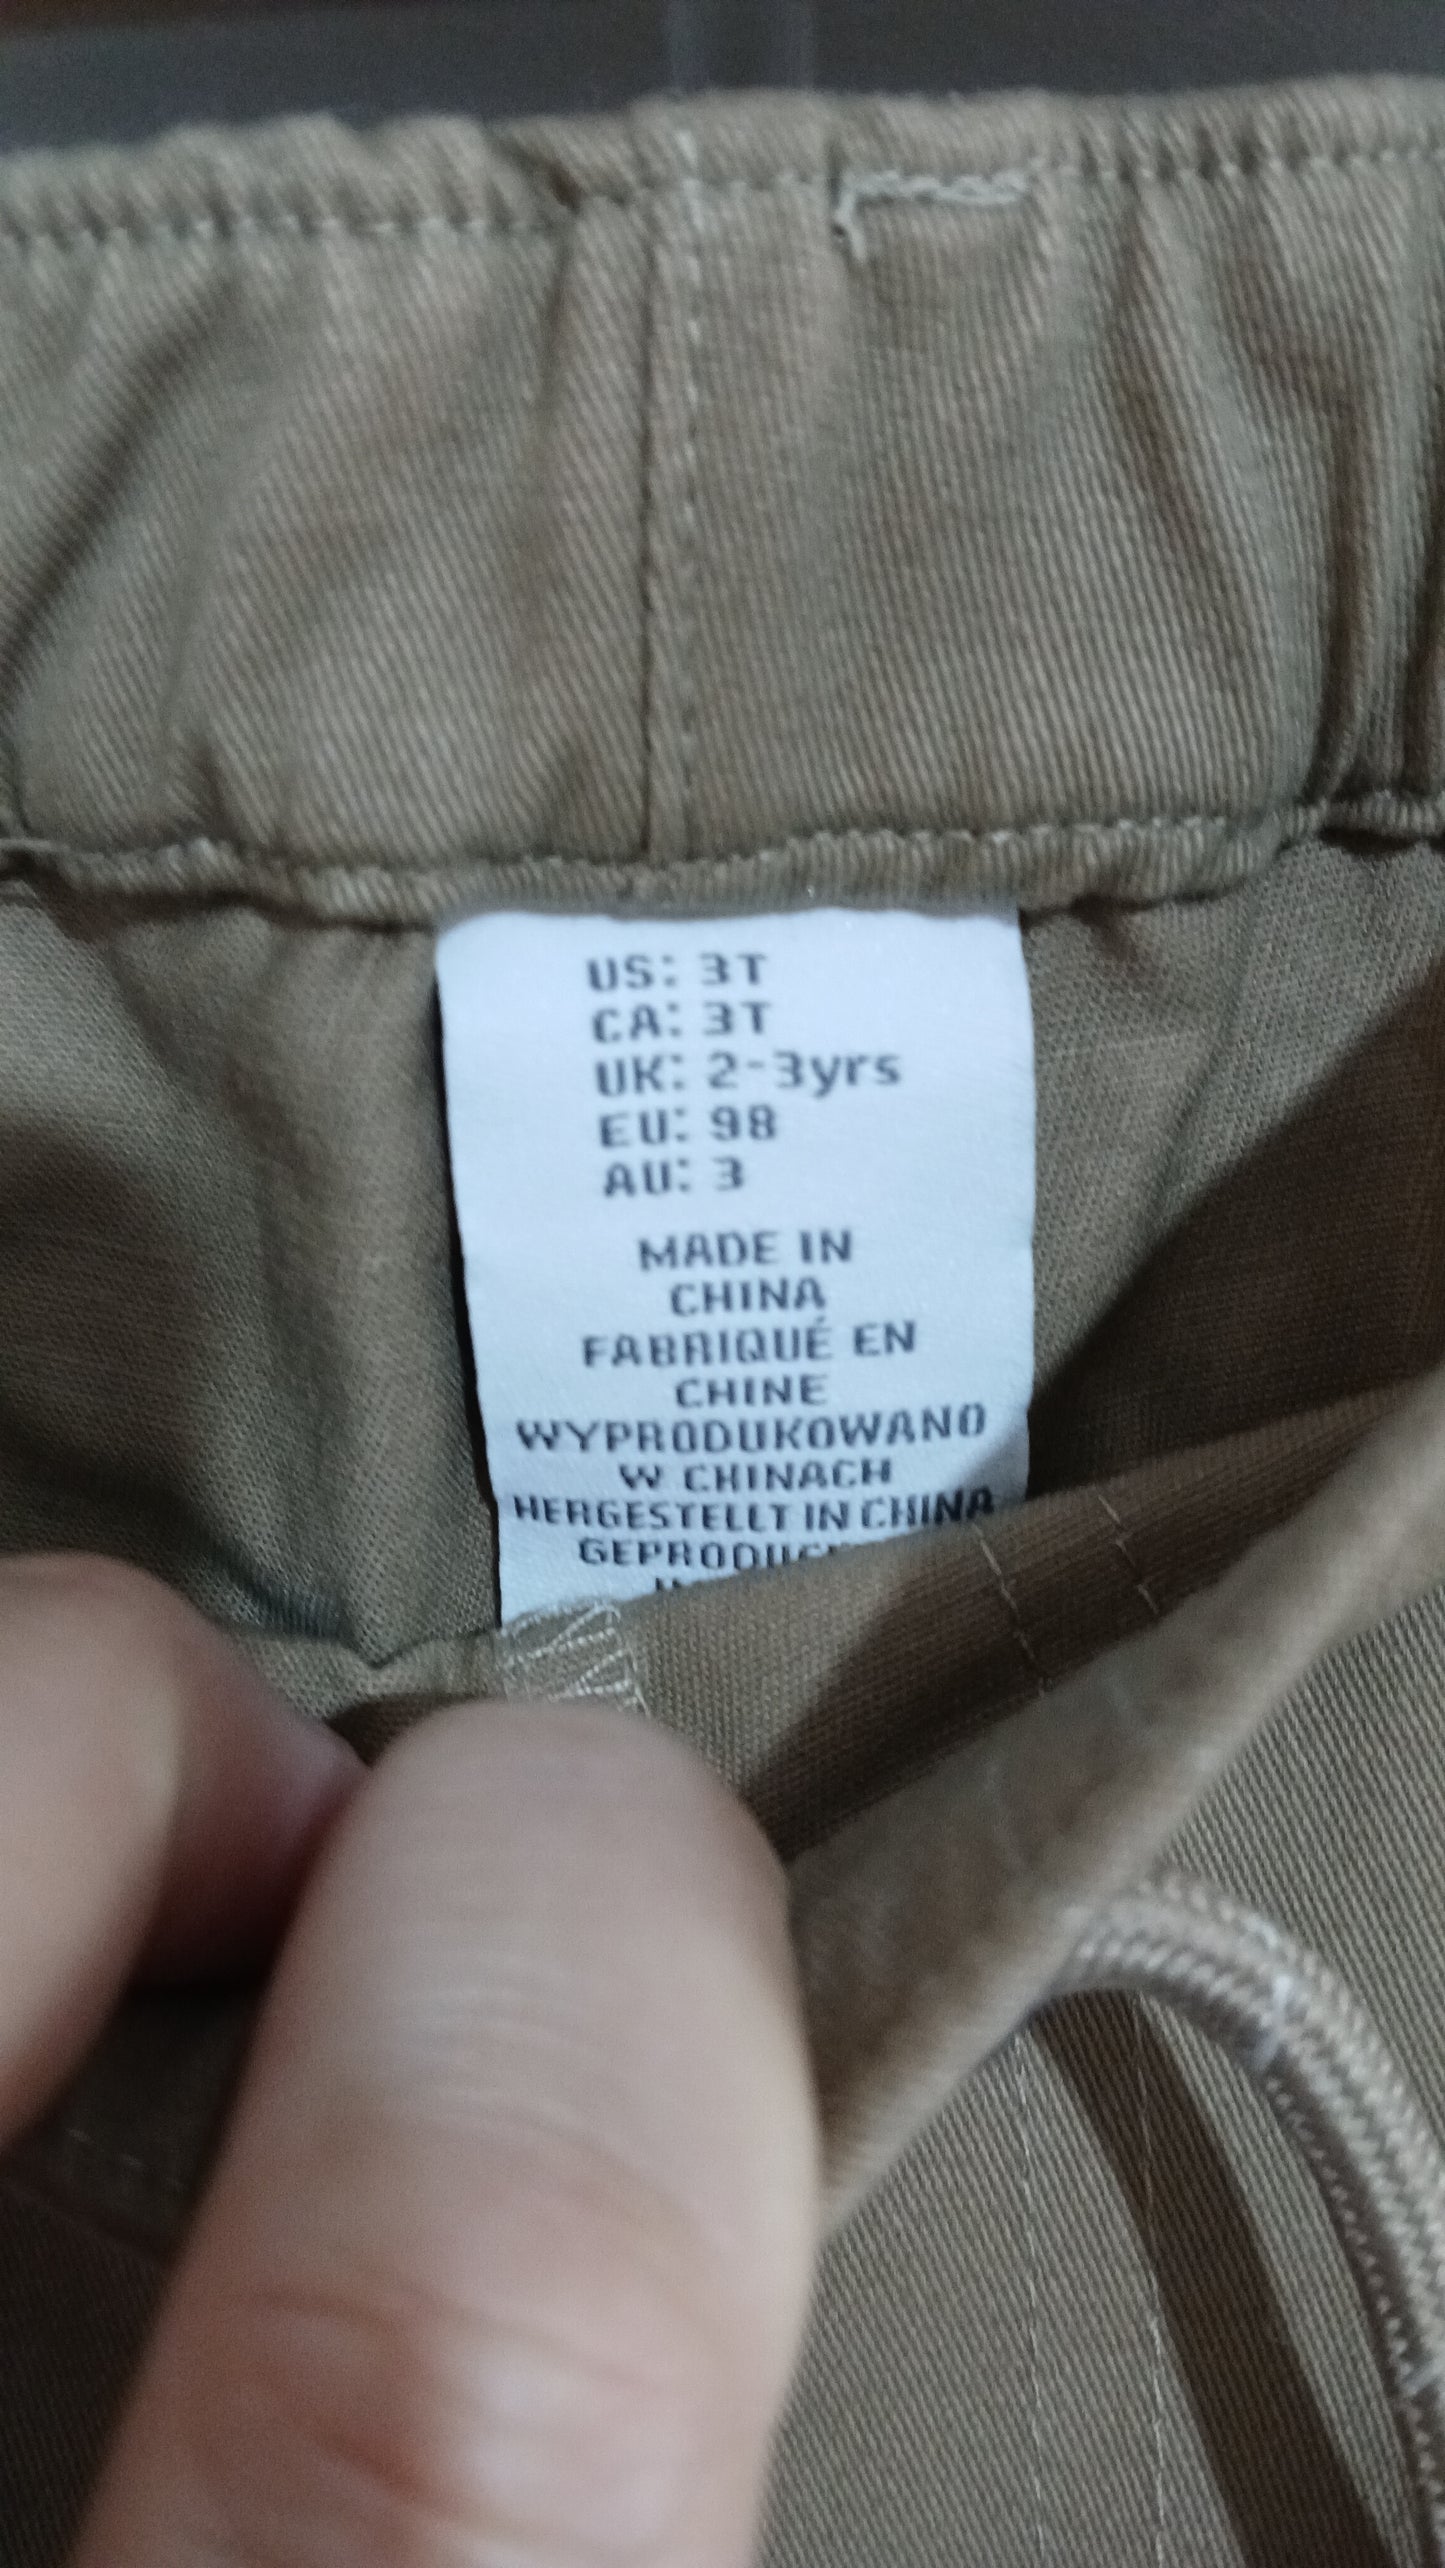 US: 3T
CA: 3T
UK: 2-3yrs
EU: 98
AU: 3
MADE IN
CHINA
FABRIQUÉ EN
CHINE
WYPRODUKOWANO
W CHINACH
HERGESTELLT IN CHINA